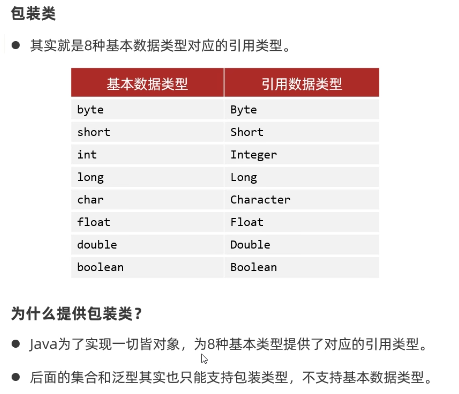 包装类
● 其实就是8种基本数据类型对应的引用类型。
基本数据类型 引用数据类型
byte Byte
short Short
int Integer
long Long
char Character
float Float
double Double
boolean Boolean
为什么提供包装类?
● Java为了实现一切皆对象，为8种基本类型提供了对应的引用类型。
● 后面的集合和泛型其实也只能支持包装类型，不支持基本数据类型。